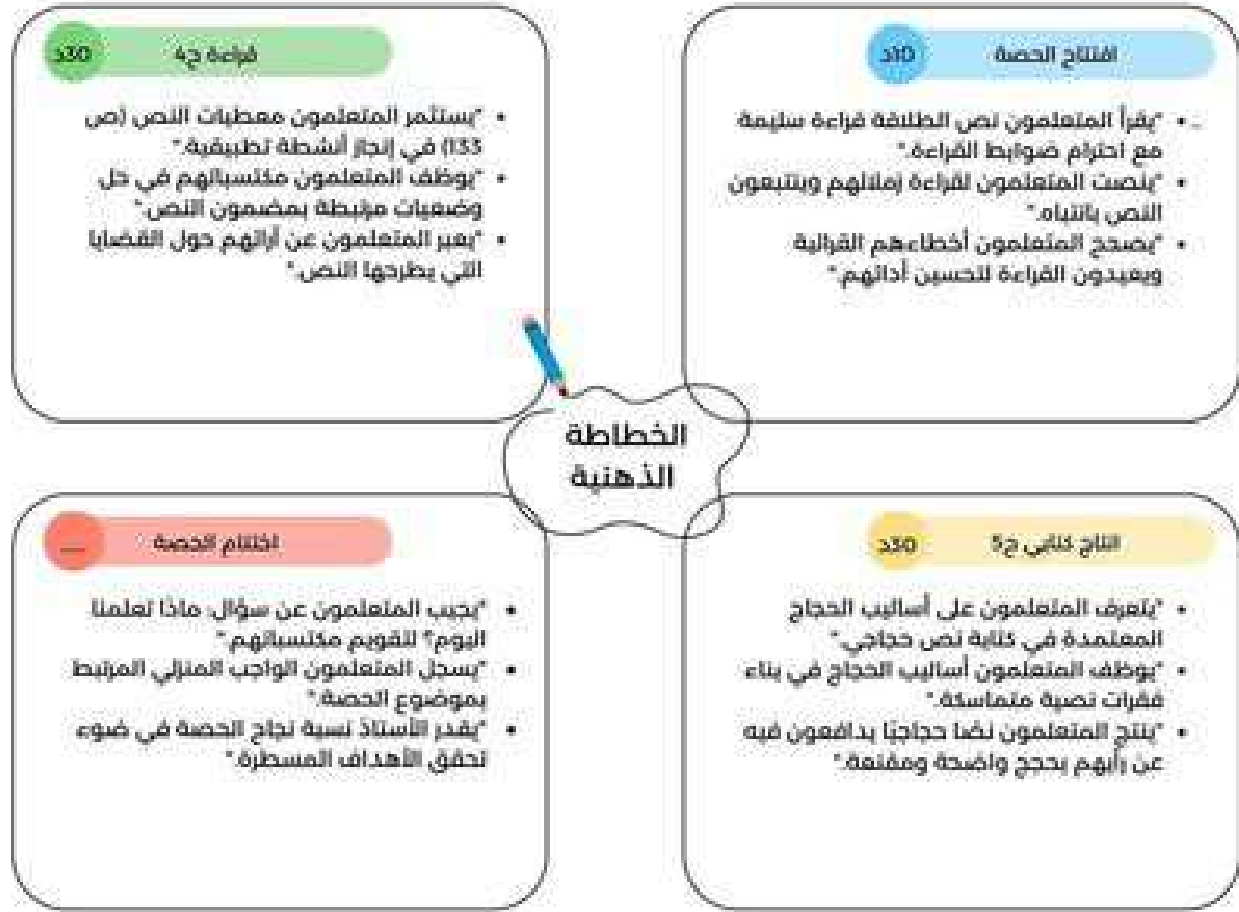 افتتاح الحصة
10د
"يقرأ المتعلمون نص الطلاقة قراءة سليمة
مع احترام ضوابط القراءة."
"ينصت المتعلمون لقراءة زملائهم ويتتبعون
النص بانتباه."
"يصحح المتعلمون أخطاءهم القرائية
ويعيدون القراءة لتحسين أدائهم."
قراءة ح4
30د
"يستثمر المتعلمون معطيات النص (ص
133) في إنجاز أنشطة تطبيقية."
"يوظف المتعلمون مكتسباتهم في حل
وضعيات مرتبطة بمضمون النص."
"يعبر المتعلمون عن آرائهم حول القضايا
التي يطرحها النص."
الخطاطة
الذهنية
انتاج كتابي ح5
30د
"يتعرف المتعلمون على أساليب الحجاج
المعتمدة في كتابة نص حجاجي."
"يوظف المتعلمون أساليب الحجاج في بناء
فقرات نصية متماسكة."
"ينتج المتعلمون نصا حجاجيًا يدافعون فيه
عن رأيهم بحجج واضحة ومقنعة."
اختتام الحصة
"يجيب المتعلمون عن سؤال: ماذا تعلمنا
اليوم؟ لتقويم مكتسباتهم."
"يسجل المتعلمون الواجب المنزلي المرتبط
بموضوع الحصة."
"يقدر الأستاذ نسبة نجاح الحصة في ضوء
تحقق الأهداف المسطرة."